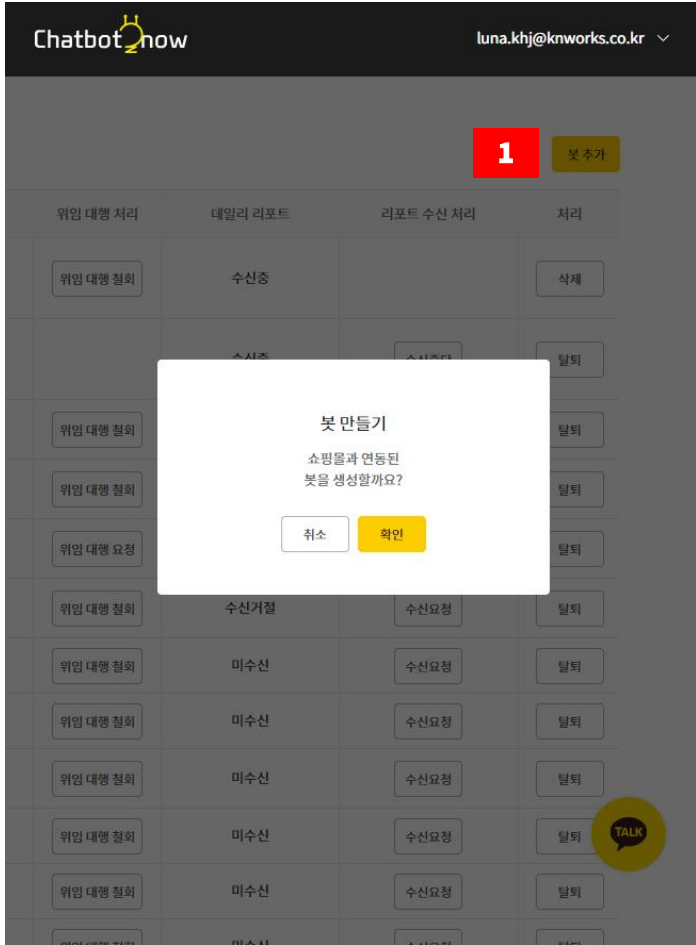 Chatbot now
luna.khj@knworks.co.kr
1
봇 추가
위임 대행 처리 데일리 리포트 리포트 수신 처리 처리
위임 대행 철회 수신중 삭제
수신중 수신중단 탈퇴
봇 만들기
쇼핑몰과 연동된
봇을 생성할까요?
취소 확인
위임 대행 철회 탈퇴
위임 대행 철회 탈퇴
위임 대행 요청 탈퇴
위임 대행 철회 수신거절 수신요청 탈퇴
위임 대행 철회 미수신 수신요청 탈퇴
위임 대행 철회 미수신 수신요청 탈퇴
위임 대행 철회 미수신 수신요청 탈퇴
위임 대행 철회 미수신 수신요청 탈퇴
TALK
위임 대행 철회 미수신 수신요청 탈퇴